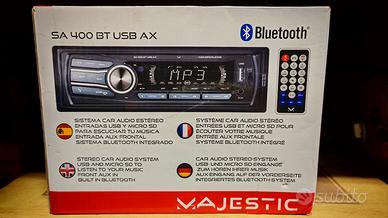 SA 400 BT USB AX
Bluetooth
MP3
SISTEMA CAR AUDIO ESTÉREO
ENTRADAS USB Y MICRO SD
PARA ESCUCHAR TU MÚSICA
ENTRADA AUX FRONTAL
SISTEMA BLUETOOTH INTEGRADO
SYSTÈME CAR AUDIO STÉRÉO
ENTRÉES USB ET MICRO SD POUR
ÉCOUTER VOTRE MUSIQUE
ENTRÉE AUX FRONTALE
SYSTÈME BLUETOOTH INTÉGRÉ
STEREO CAR AUDIO SYSTEM
USB AND MICRO SD TO
LISTEN TO YOUR MUSIC
FRONT AUX IN
BUILT IN BLUETOOTH
CAR AUDIO STEREO-SYSTEM
USB UND MICRO SD-EINGÄNGE
ZUM HÖREN IHRER MUSIK
AUX-EINGANG AUF DER VORDERSEITE
INTEGRIERTES BLUETOOTH SYSTEM
MAJESTIC
subito